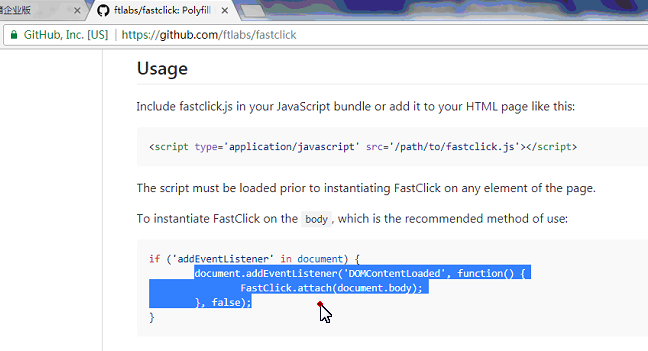 企业版
ftlabs/fastclick: Polyfill
GitHub, Inc. [US] | https://github.com/ftlabs/fastclick
Usage
Include fastclick.js in your JavaScript bundle or add it to your HTML page like this:
<script type='application/javascript' src='/path/to/fastclick.js'></script>
The script must be loaded prior to instantiating FastClick on any element of the page.
To instantiate FastClick on the body, which is the recommended method of use:
if ('addEventListener' in document) {
document.addEventListener('DOMContentLoaded', function() {
FastClick.attach(document.body);
}, false);
}